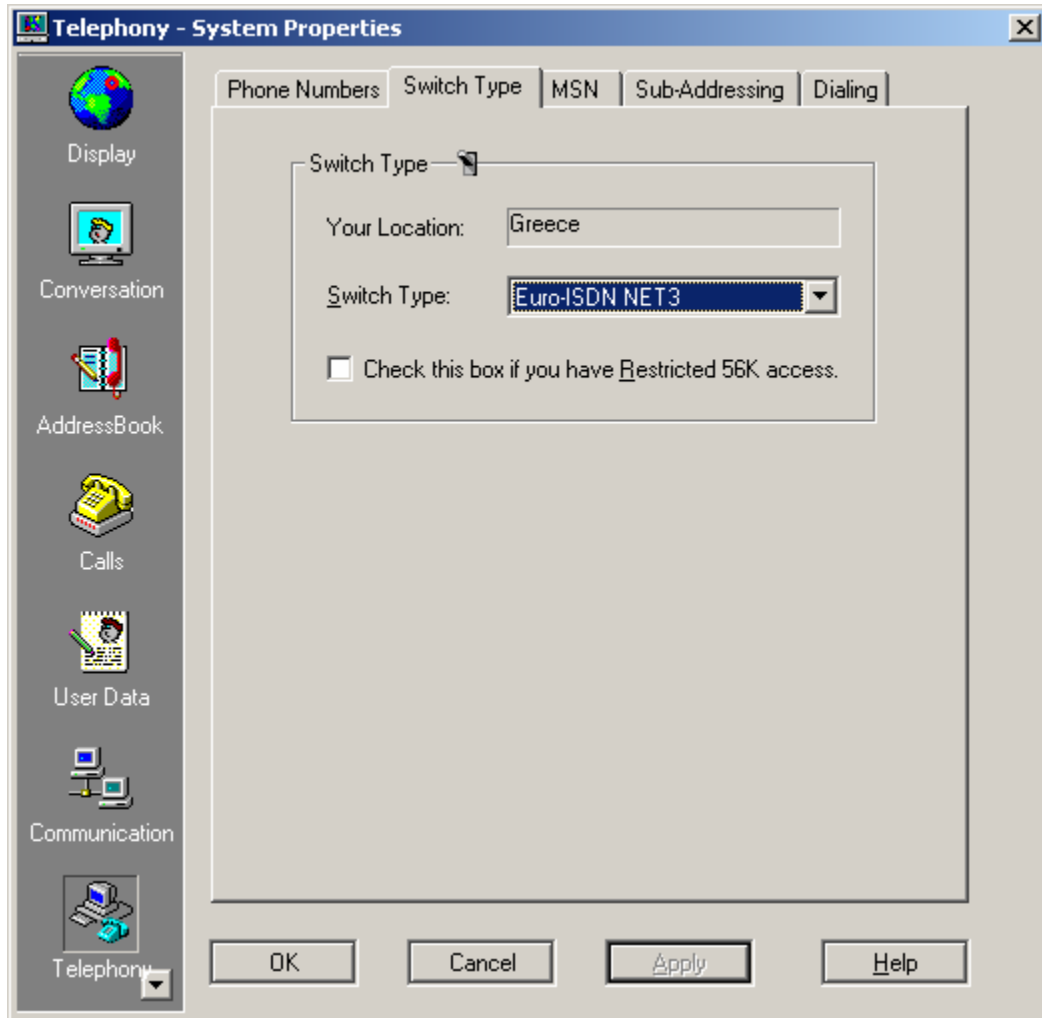 Telephony - System Properties
Display
Conversation
AddressBook
Calls
User Data
Communication
Telephony
Phone Numbers
Switch Type
MSN
Sub-Addressing
Dialing
Switch Type
Your Location: Greece
Switch Type: Euro-ISDN NET3
Check this box if you have Restricted 56K access.
OK
Cancel
Apply
Help